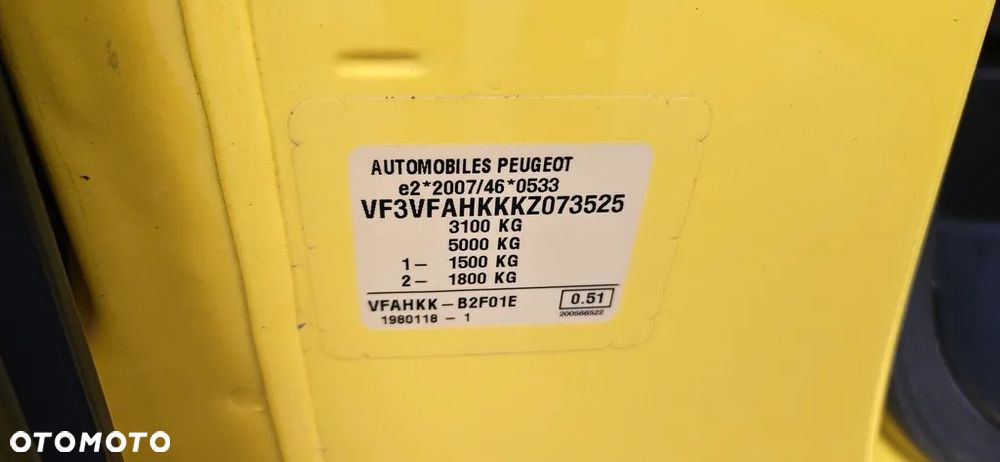 AUTOMOBILES PEUGEOT
e2*2007/46*0533
VF3VFAHKKKZ073525
3100 KG
5000 KG
1- 1500 KG
2- 1800 KG
VFAHKK-B2F01E 0.51
1980118 - 1 200566522
OTOMOTO